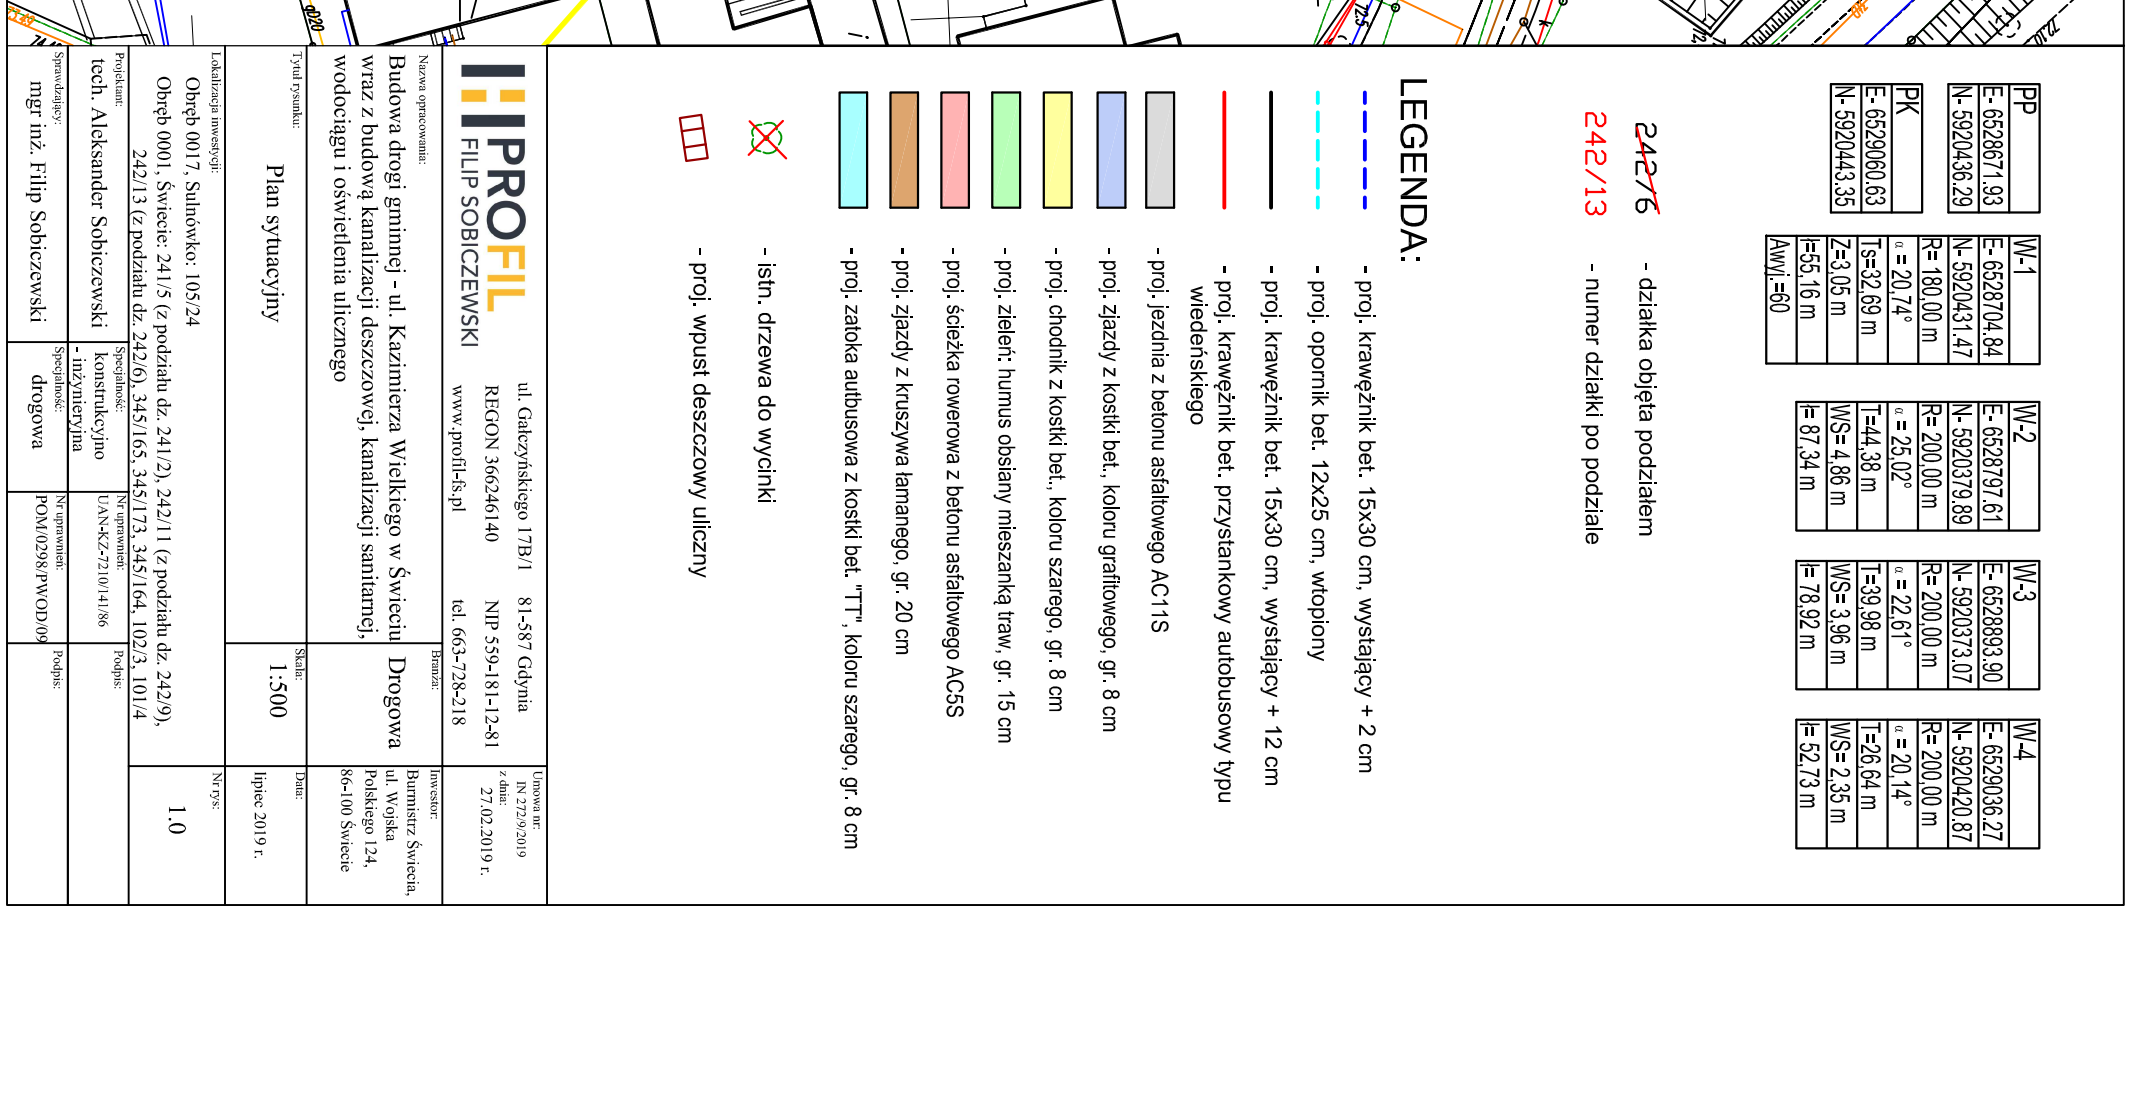 PP
E- 6528671.93
N- 5920436.29
PK
E- 6529060.63
N- 5920443.35
W-1
E- 6528704.84
N- 5920431.47
R= 180,00 m
α = 20,74°
Ts=32,69 m
Z=3,05 m
ł=55,16 m
Awyj.=60
W-2
E- 6528797.61
N- 5920379.89
R= 200,00 m
α = 25,02°
T=44,38 m
WS= 4,86 m
ł= 87,34 m
W-3
E- 6528893.90
N- 5920373.07
R= 200,00 m
α = 22,61°
T=39,98 m
WS= 3,96 m
ł= 78,92 m
W-4
E- 6529036.27
N- 5920420.87
R= 200,00 m
α = 20,14°
T=26,64 m
WS= 2,35 m
ł= 52,73 m
242/6 - działka objęta podziałem
242/13 - numer działki po podziale
LEGENDA:
- proj. krawężnik bet. 15x30 cm, wystający + 2 cm
- proj. opornik bet. 12x25 cm, wtopiony
- proj. krawężnik bet. 15x30 cm, wystający + 12 cm
- proj. krawężnik bet. przystankowy autobusowy typu
wiedeńskiego
- proj. jezdnia z betonu asfaltowego AC11S
- proj. zjazdy z kostki bet., koloru grafitowego, gr. 8 cm
- proj. chodnik z kostki bet., koloru szarego, gr. 8 cm
- proj. zieleń: humus obsiany mieszanką traw, gr. 15 cm
- proj. ścieżka rowerowa z betonu asfaltowego AC5S
- proj. zjazdy z kruszywa łamanego, gr. 20 cm
- proj. zatoka autbusowa z kostki bet. "TT", koloru szarego, gr. 8 cm
- istn. drzewa do wycinki
- proj. wpust deszczowy uliczny
PROFIL
FILIP SOBICZEWSKI
ul. Gałczyńskiego 17B/1 81-587 Gdynia
REGON 366246140 NIP 559-181-12-81
www.profil-fs.pl tel. 663-728-218
Umowa nr:
IN 272/9/2019
z dnia:
27.02.2019 r.
Nazwa opracowania:
Budowa drogi gminnej - ul. Kazimierza Wielkiego w Świeciu
wraz z budową kanalizacji deszczowej, kanalizacji sanitarnej,
wodociągu i oświetlenia ulicznego
Branża:
Drogowa
Inwestor:
Burmistrz Świecia,
ul. Wojska
Polskiego 124,
86-100 Świecie
Tytuł rysunku:
Plan sytuacyjny
Skala:
1:500
Data:
lipiec 2019 r.
Lokalizacja inwestycji:
Obręb 0017, Sulnówko: 105/24
Obręb 0001, Świecie: 241/5 (z podziału dz. 241/2), 242/11 (z podziału dz. 242/9),
242/13 (z podziału dz. 242/6), 345/165, 345/173, 345/164, 102/3, 101/4
Nr rys:
1.0
Projektant:
tech. Aleksander Sobiczewski
Specjalność:
konstrukcyjno
- inżynieryjna
Nr uprawnień:
UAN-KZ-7210/141/86
Podpis:
Sprawdzający:
mgr inż. Filip Sobiczewski
Specjalność:
drogowa
Nr uprawnień:
POM/0298/PWOD/09
Podpis: